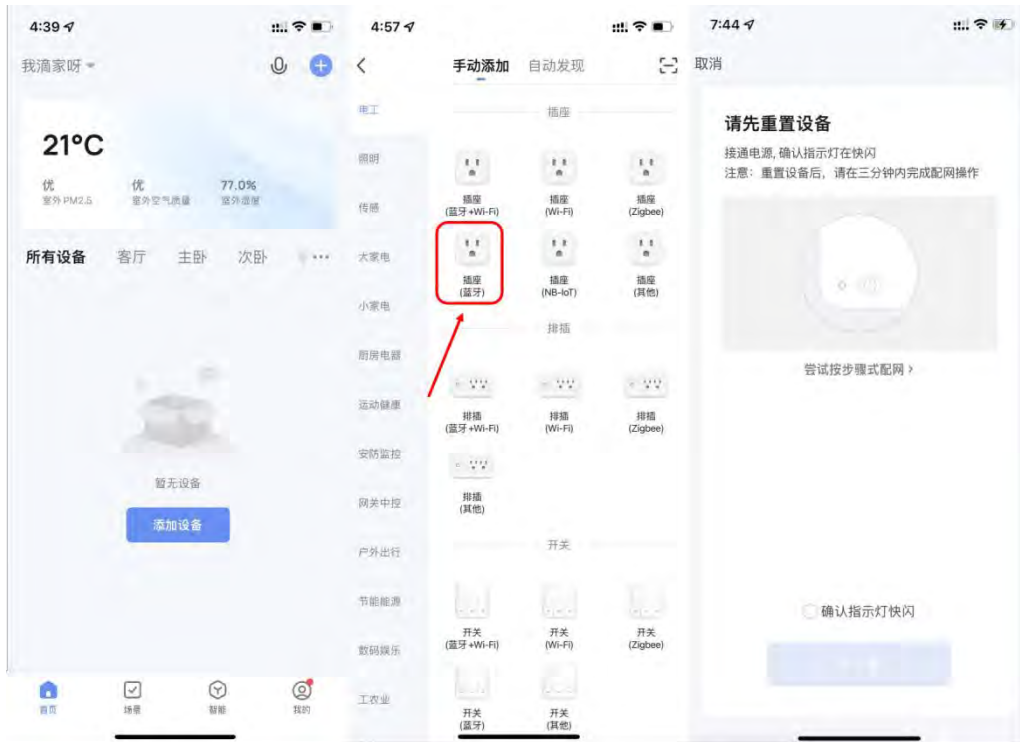 4:39
我滴家呀
21°C
优
室外 PM2.5
优
室外空气质量
77.0%
室外湿度
所有设备 客厅 主卧 次卧
暂无设备
添加设备
首页
场景
智能
我的
4:57
手动添加 自动发现
电工
照明
传感
大家电
小家电
厨房电器
运动健康
安防监控
网关中控
户外出行
节能能源
数码娱乐
工农业
插座
插座
(蓝牙+Wi-Fi)
插座
(Wi-Fi)
插座
(Zigbee)
插座
(蓝牙)
插座
(NB-IoT)
插座
(其他)
排插
排插
(蓝牙+Wi-Fi)
排插
(Wi-Fi)
排插
(Zigbee)
排插
(其他)
开关
开关
(蓝牙+Wi-Fi)
开关
(Wi-Fi)
开关
(Zigbee)
开关
(蓝牙)
开关
(其他)
7:44
取消
请先重置设备
接通电源, 确认指示灯在快闪
注意：重置设备后，请在三分钟内完成配网操作
尝试按步骤式配网 >
确认指示灯快闪